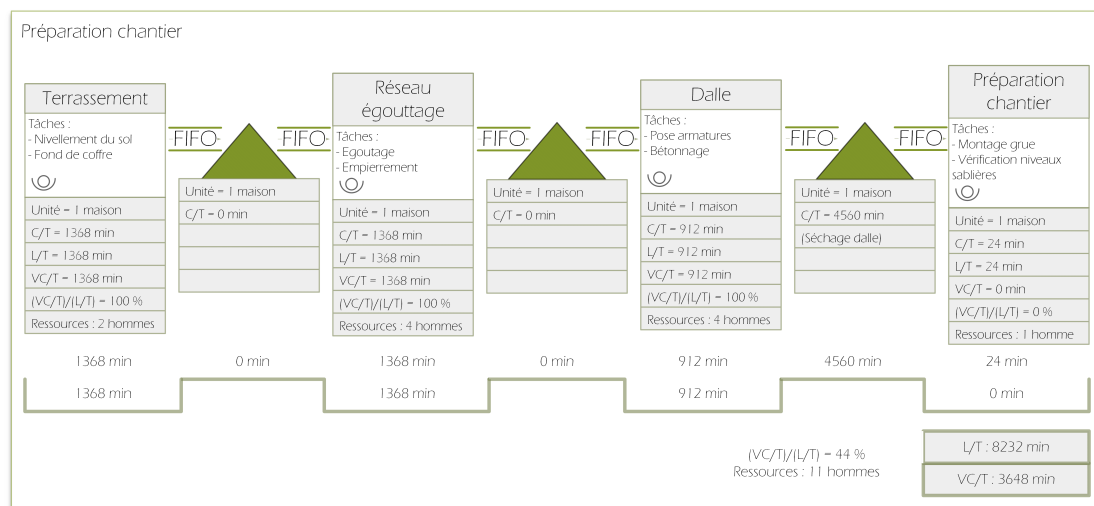 Préparation chantier
Terrassement
Tâches :
- Nivellement du sol
- Fond de coffre
Unité = 1 maison
C/T = 1368 min
L/T = 1368 min
VC/T = 1368 min
(VC/T)/(L/T) = 100 %
Ressources : 2 hommes
FIFO
Unité = 1 maison
C/T = 0 min
FIFO
Réseau
égouttage
Tâches :
- Egoutage
- Empierrement
Unité = 1 maison
C/T = 1368 min
L/T = 1368 min
VC/T = 1368 min
(VC/T)/(L/T) = 100 %
Ressources : 4 hommes
FIFO
Unité = 1 maison
C/T = 0 min
FIFO
Dalle
Tâches :
- Pose armatures
- Bétonnage
Unité = 1 maison
C/T = 912 min
L/T = 912 min
VC/T = 912 min
(VC/T)/(L/T) = 100 %
Ressources : 4 hommes
FIFO
Unité = 1 maison
C/T = 4560 min
(Séchage dalle)
FIFO
Préparation
chantier
Tâches :
- Montage grue
- Vérification niveaux
sablières
Unité = 1 maison
C/T = 24 min
L/T = 24 min
VC/T = 0 min
(VC/T)/(L/T) = 0 %
Ressources : 1 homme
1368 min 0 min 1368 min 0 min 912 min 4560 min 24 min
1368 min 1368 min 912 min 0 min
(VC/T)/(L/T) = 44 %
Ressources : 11 hommes
L/T : 8232 min
VC/T : 3648 min